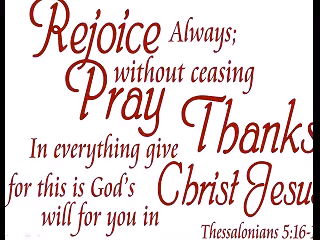 Rejoice Always;
without ceasing
Pray Thanks
In everything give
for this is God's Christ Jesu
will for you in
Thessalonians 5:16-